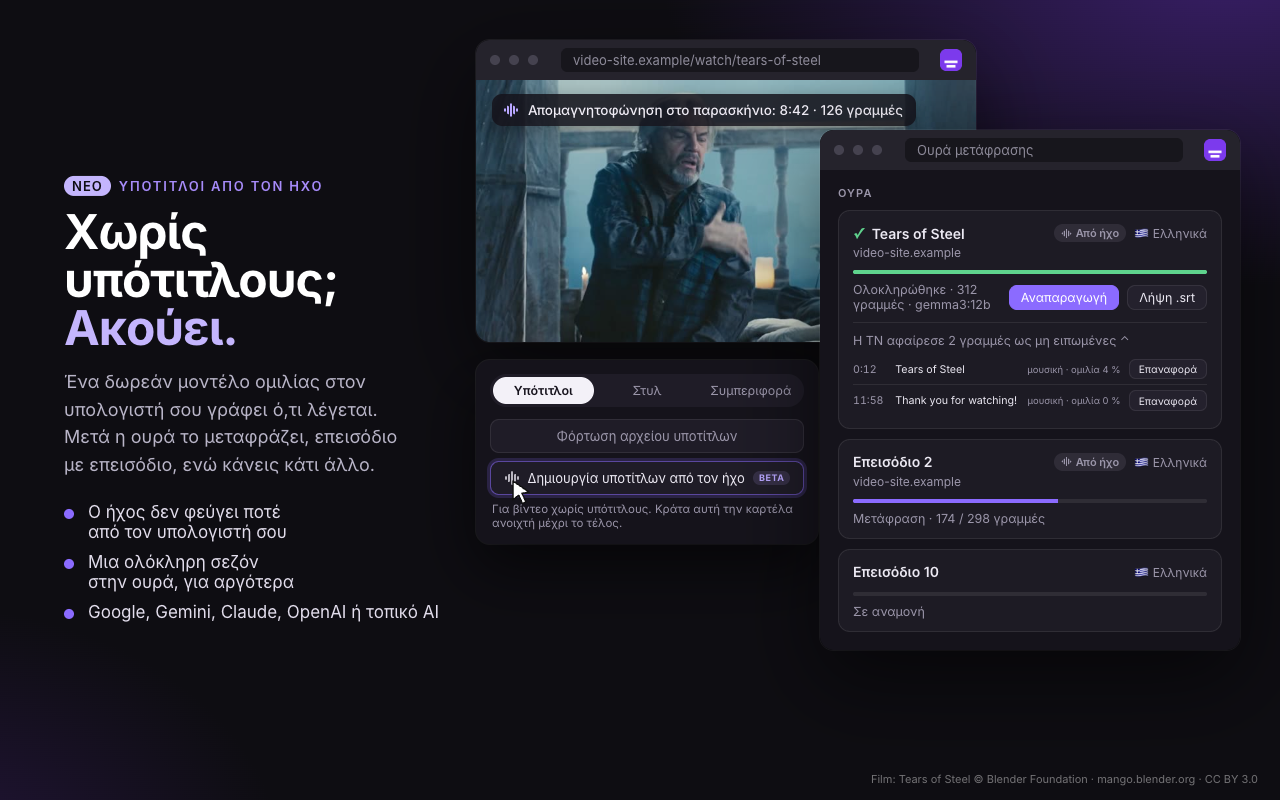 ΝΕΟ ΥΠΟΤΙΤΛΟΙ ΑΠΟ ΤΟΝ ΗΧΟ
Χωρίς
υπότιτλους;
Ακούει.
Ένα δωρεάν μοντέλο ομιλίας στον
υπολογιστή σου γράφει ό,τι λέγεται.
Μετά η ουρά το μεταφράζει, επεισόδιο
με επεισόδιο, ενώ κάνεις κάτι άλλο.
Ο ήχος δεν φεύγει ποτέ
από τον υπολογιστή σου
Μια ολόκληρη σεζόν
στην ουρά, για αργότερα
Google, Gemini, Claude, OpenAI ή τοπικό AI
video-site.example/watch/tears-of-steel
Απομαγνητοφώνηση στο παρασκήνιο: 8:42 · 126 γραμμές
Υπότιτλοι Στυλ Συμπεριφορά
Φόρτωση αρχείου υποτίτλων
Δημιουργία υποτίτλων από τον ήχο BETA
Για βίντεο χωρίς υπότιτλους. Κράτα αυτή την καρτέλα
ανοιχτή μέχρι το τέλος.
Ουρά μετάφρασης
ΟΥΡΑ
✓ Tears of Steel Από ήχο Ελληνικά
video-site.example
Ολοκληρώθηκε · 312
γραμμές · gemma3:12b
Αναπαραγωγή Λήψη .srt
Η ΤΝ αφαίρεσε 2 γραμμές ως μη ειπωμένες ^
0:12 Tears of Steel μουσική · ομιλία 4 % Επαναφορά
11:58 Thank you for watching! μουσική · ομιλία 0 % Επαναφορά
Επεισόδιο 2 Από ήχο Ελληνικά
video-site.example
Μετάφραση · 174 / 298 γραμμές
Επεισόδιο 10 Ελληνικά
Σε αναμονή
Film: Tears of Steel © Blender Foundation · mango.blender.org · CC BY 3.0